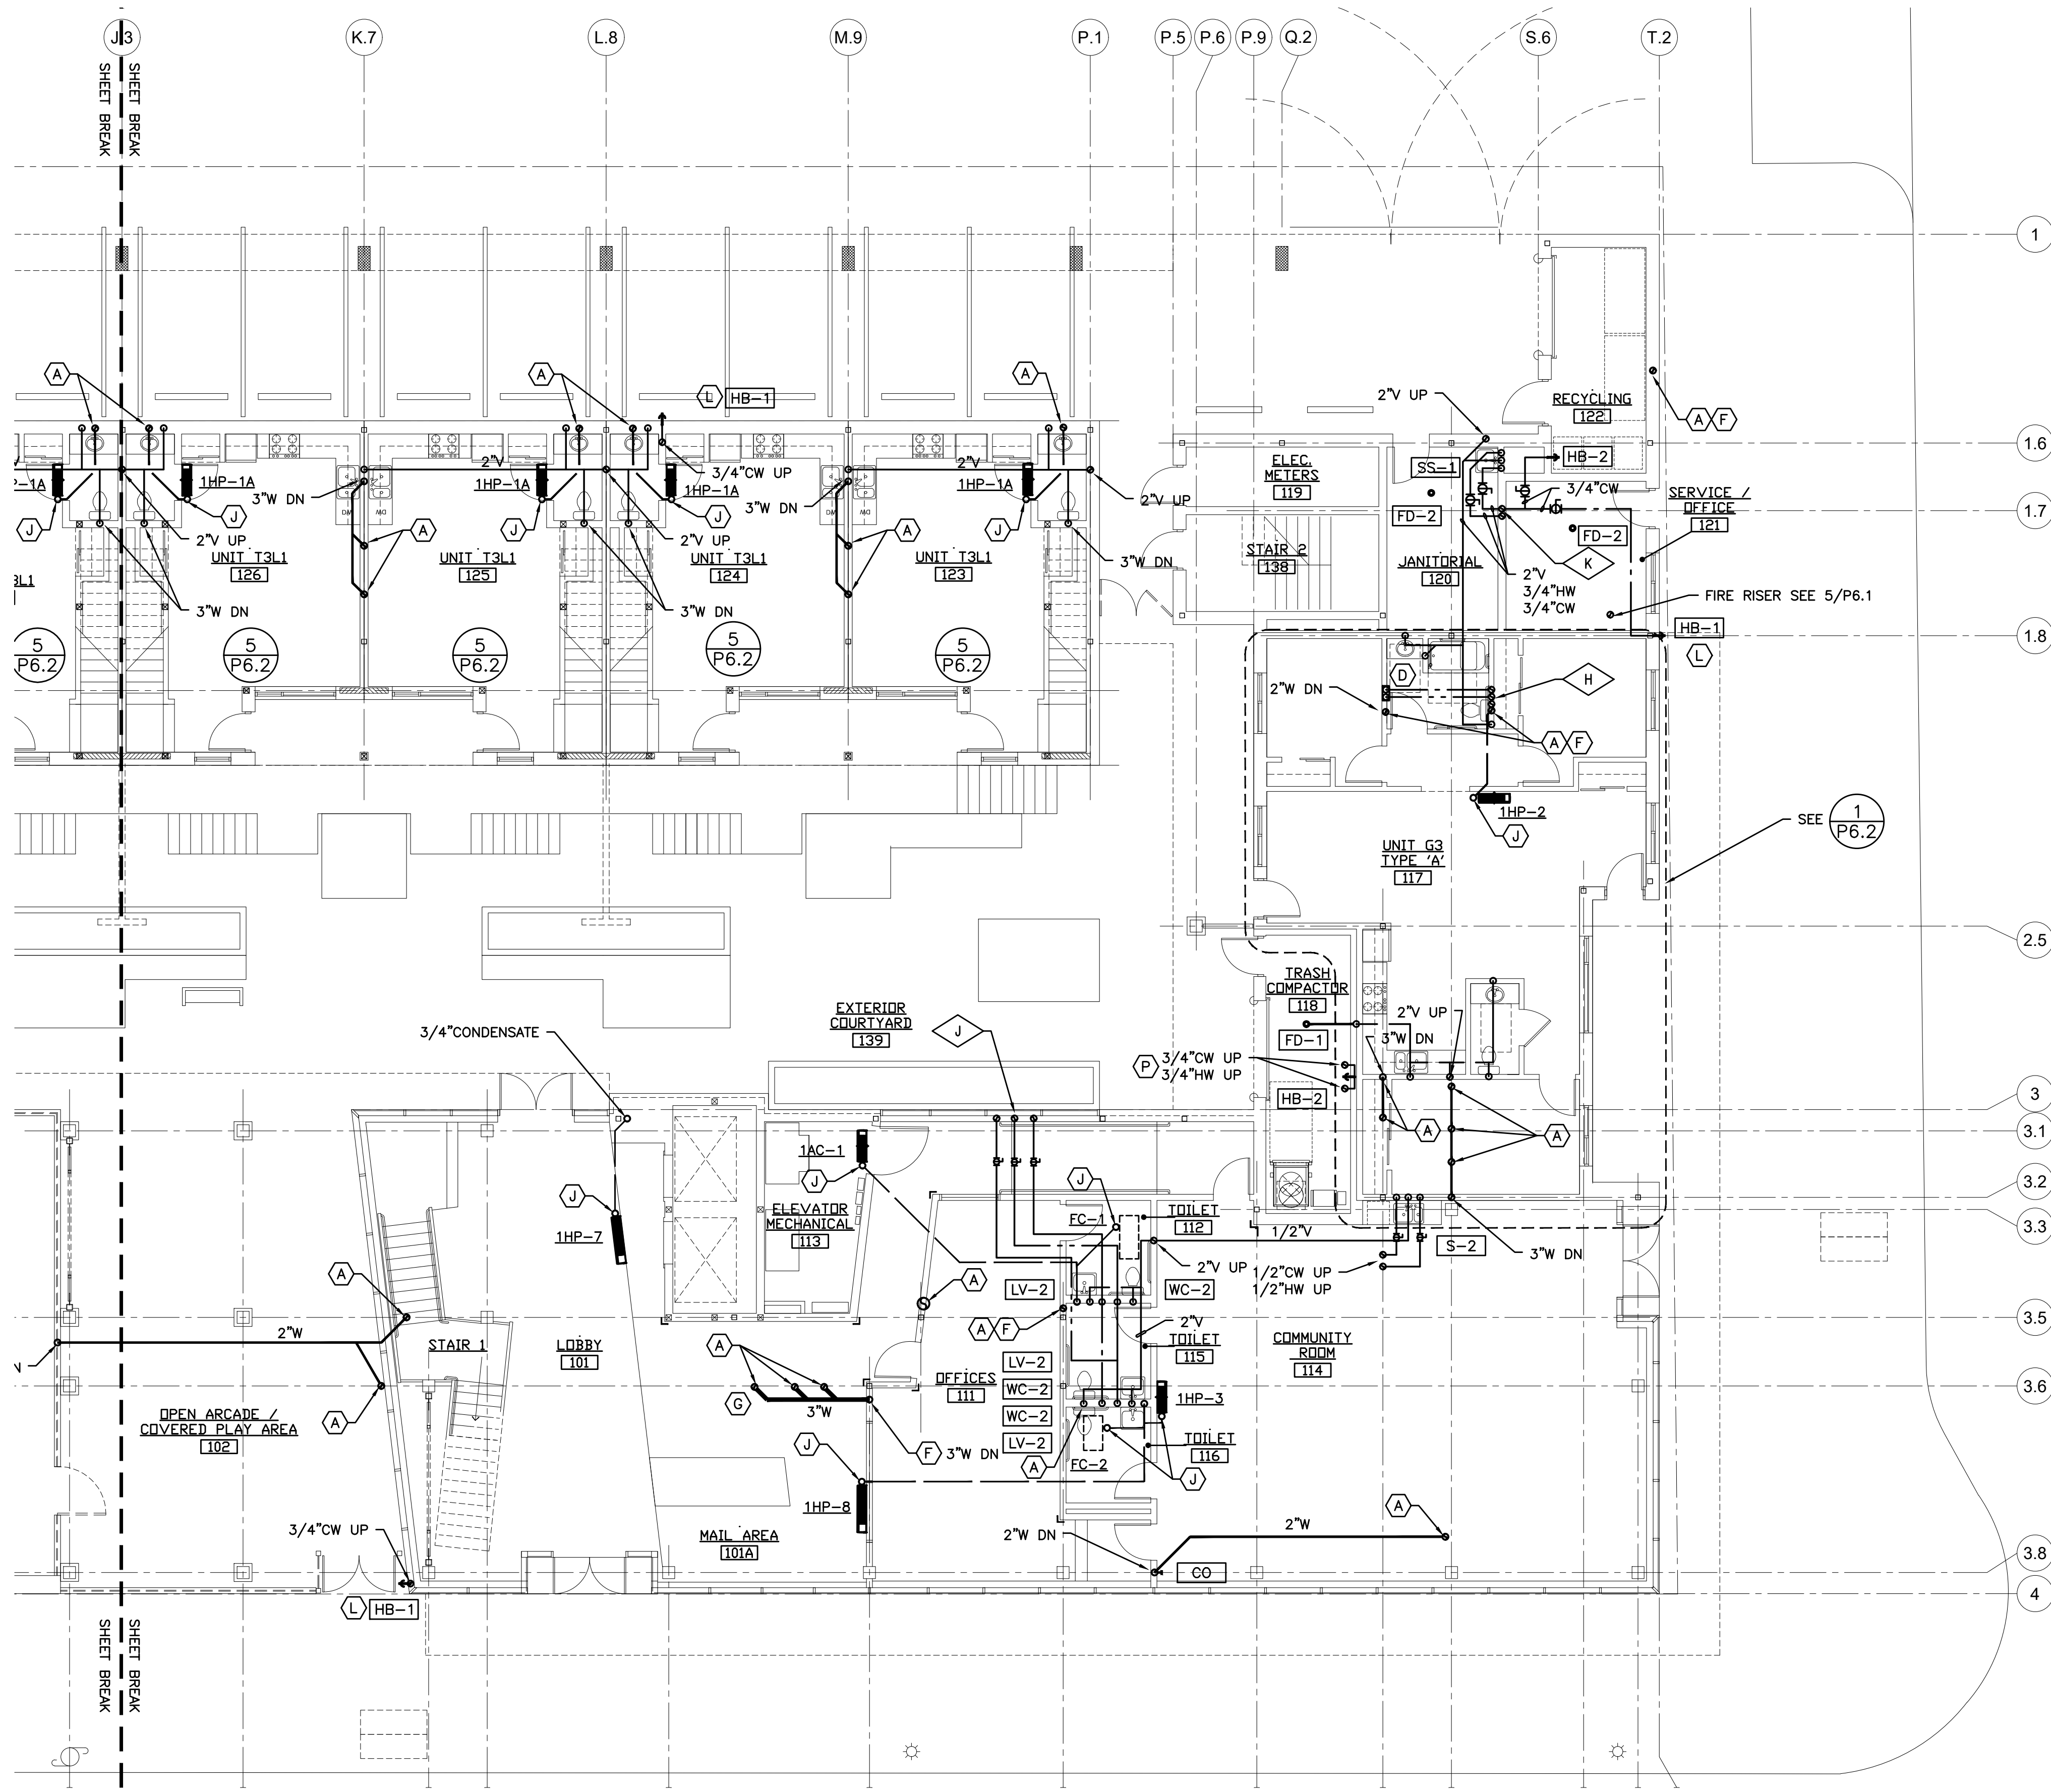 J.3
K.7
L.8
M.9
P.1
P.5
P.6
P.9
Q.2
S.6
T.2
SHEET BREAK
SHEET BREAK
1
A
A
A
L
HB-1
2"V UP
RECYCLING
122
A
F
1.6
2"V
3/4"CW UP
2"V
ELEC.
METERS
119
SS-1
HB-2
1HP-1A
1HP-1A
1HP-1A
1HP-1A
3"W DN
3"W DN
2"V UP
3/4"CW
SERVICE /
OFFICE
121
DW
DW
DW
DW
J
J
J
J
J
A
A
FD-2
FD-2
1.7
2"V UP
2"V UP
STAIR 2
138
JANITORIAL
120
K
UNIT T3L1
126
UNIT T3L1
125
UNIT T3L1
124
UNIT T3L1
123
3"W DN
2"V
3/4"HW
3/4"CW
3"W DN
3"W DN
FIRE RISER SEE 5/P6.1
HB-1
1.8
L
5
P6.2
5
P6.2
5
P6.2
5
P6.2
5
P6.2
D
H
2"W DN
A
F
1HP-2
J
SEE
1
P6.2
UNIT G3
TYPE 'A'
117
2.5
TRASH
COMPACTOR
118
EXTERIOR
COURTYARD
139
J
3/4"CONDENSATE
2"V UP
3"W DN
FD-1
P
3/4"CW UP
3/4"HW UP
HB-2
3
A
A
3.1
1AC-1
J
J
J
ELEVATOR
MECHANICAL
113
1HP-7
FC-1
TOILET
112
3.2
3.3
1/2"V
S-2
3"W DN
2"V UP
1/2"CW UP
1/2"HW UP
LV-2
WC-2
A
A
A
F
3.5
2"W
STAIR 1
LOBBY
101
A
2"V
TOILET
115
COMMUNITY
ROOM
114
OFFICES
111
LV-2
WC-2
WC-2
LV-2
1HP-3
3.6
G
3"W
A
OPEN ARCADE /
COVERED PLAY AREA
102
J
F
3"W DN
A
FC-2
TOILET
116
J
1HP-8
3/4"CW UP
MAIL AREA
101A
2"W DN
2"W
A
CO
3.8
4
L
HB-1
SHEET BREAK
SHEET BREAK